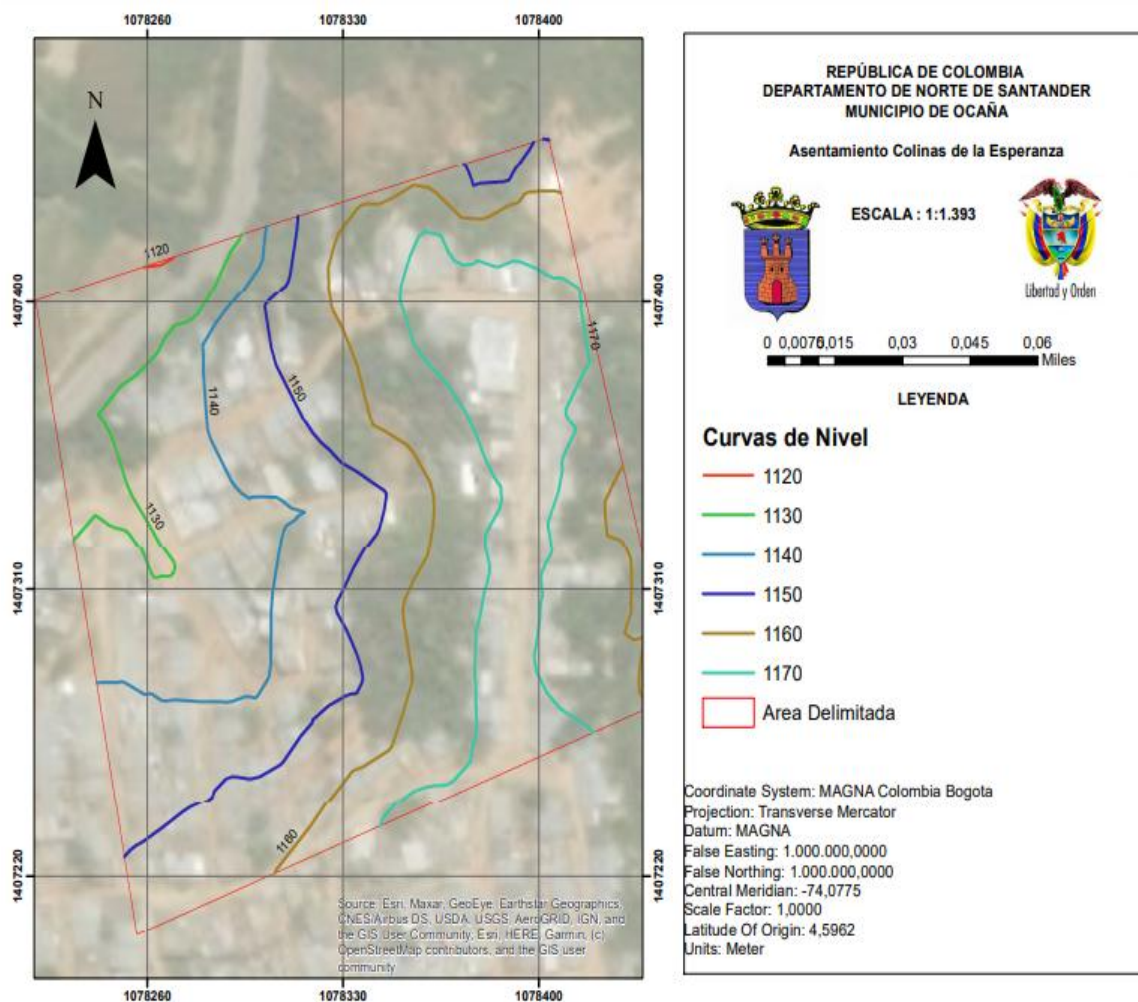 1078260 1078330 1078400
N
1120
1407400 1407400
1170
1140
1150
1130
1407310 1407310
1160
1407220 1407220
Source: Esri, Maxar, GeoEye, Earthstar Geographics,
CNES/Airbus DS, USDA, USGS, AeroGRID, IGN, and
the GIS User Community, Esri, HERE, Garmin, (c)
OpenStreetMap contributors, and the GIS user
community
1078260 1078330 1078400
REPÚBLICA DE COLOMBIA
DEPARTAMENTO DE NORTE DE SANTANDER
MUNICIPIO DE OCAÑA
Asentamiento Colinas de la Esperanza
ESCALA : 1:1.393
Libertad y Orden
0 0,0075 0,015 0,03 0,045 0,06
Miles
LEYENDA
Curvas de Nivel
1120
1130
1140
1150
1160
1170
Area Delimitada
Coordinate System: MAGNA Colombia Bogota
Projection: Transverse Mercator
Datum: MAGNA
False Easting: 1.000.000,0000
False Northing: 1.000.000,0000
Central Meridian: -74,0775
Scale Factor: 1,0000
Latitude Of Origin: 4,5962
Units: Meter